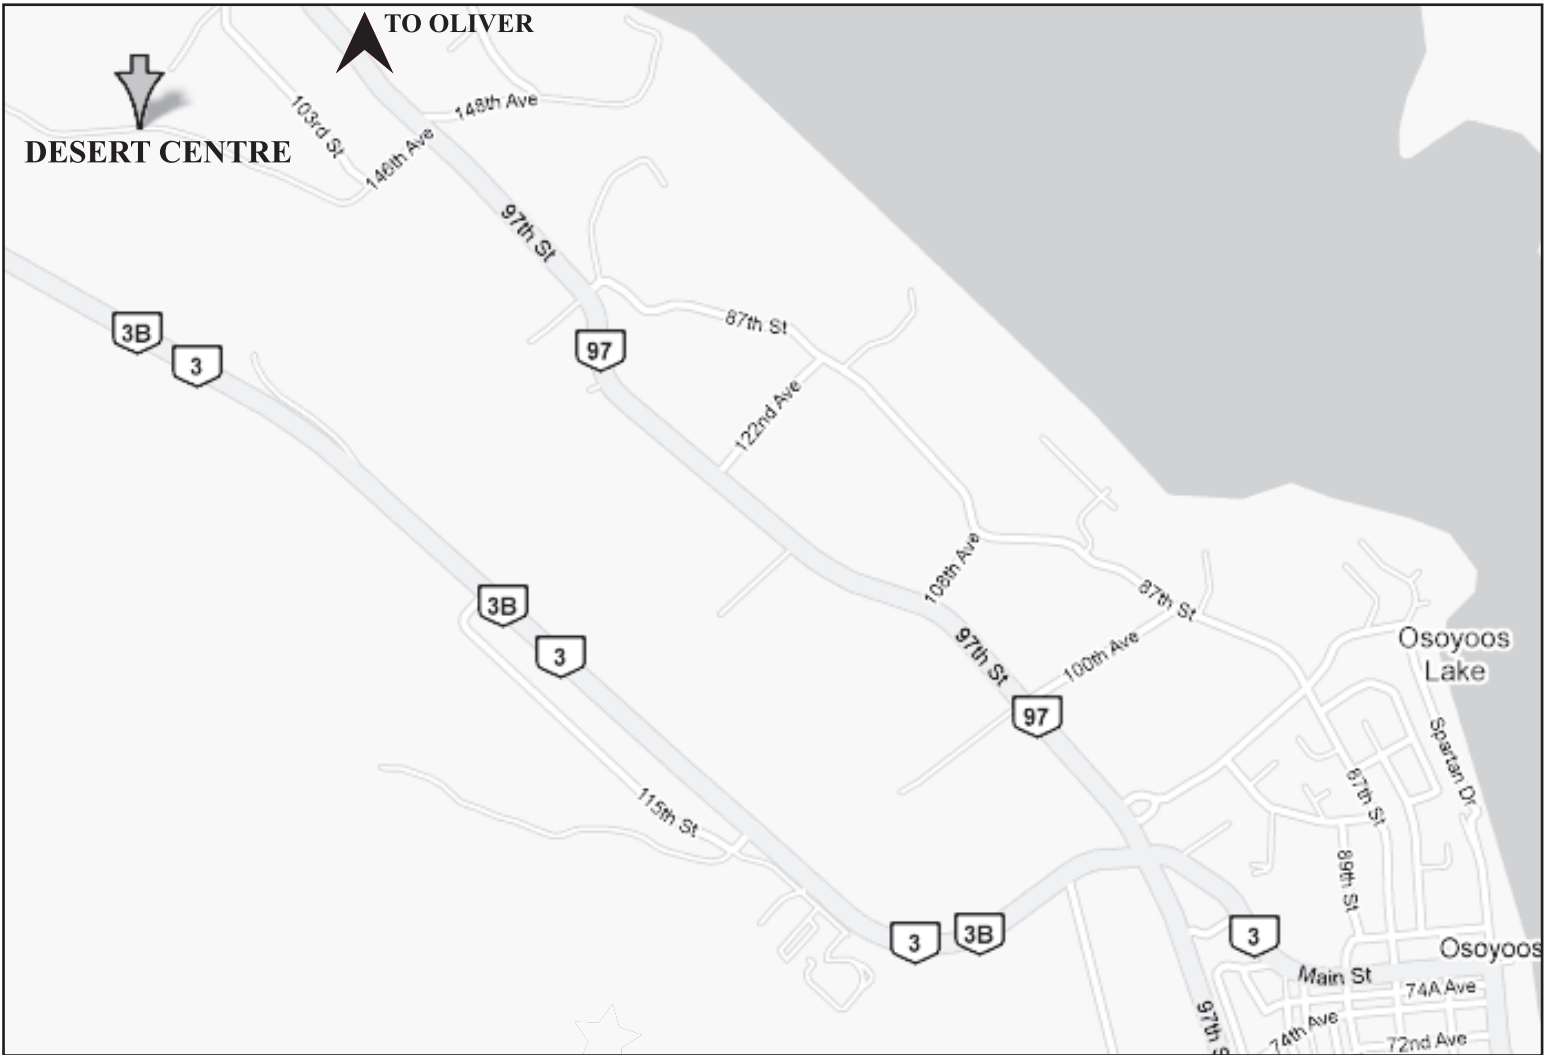 TO OLIVER
148th Ave
103rd St
146th Ave
DESERT CENTRE
97th St
3B
3
97
87th St
122nd Ave
108th Ave
87th St
3B
3
97th St
100th Ave
Osoyoos
Lake
97
Spartan Dr
87th St
115th St
89th St
3
3B
3
Osoyoos
Main St
74A Ave
97th S
74th Ave
72nd Ave